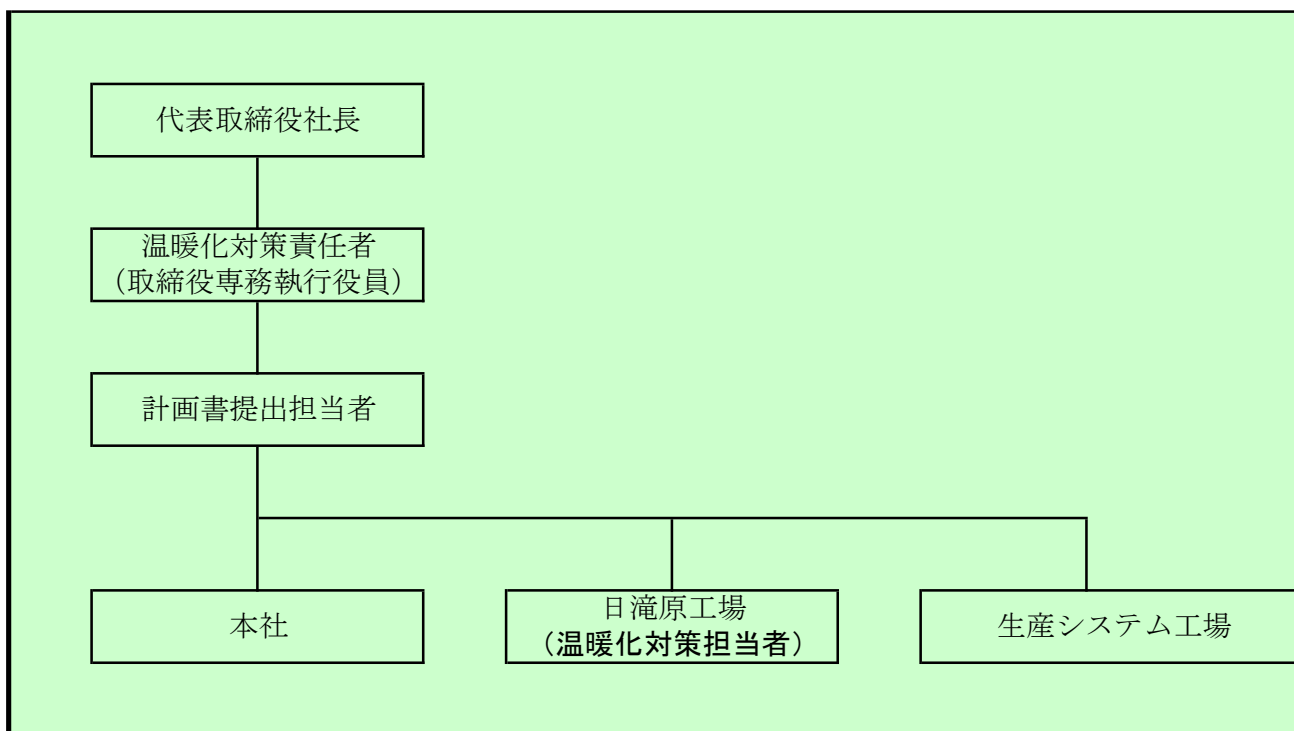 代表取締役社長
温暖化対策責任者
（取締役専務執行役員）
計画書提出担当者
本社
日滝原工場
（温暖化対策担当者）
生産システム工場